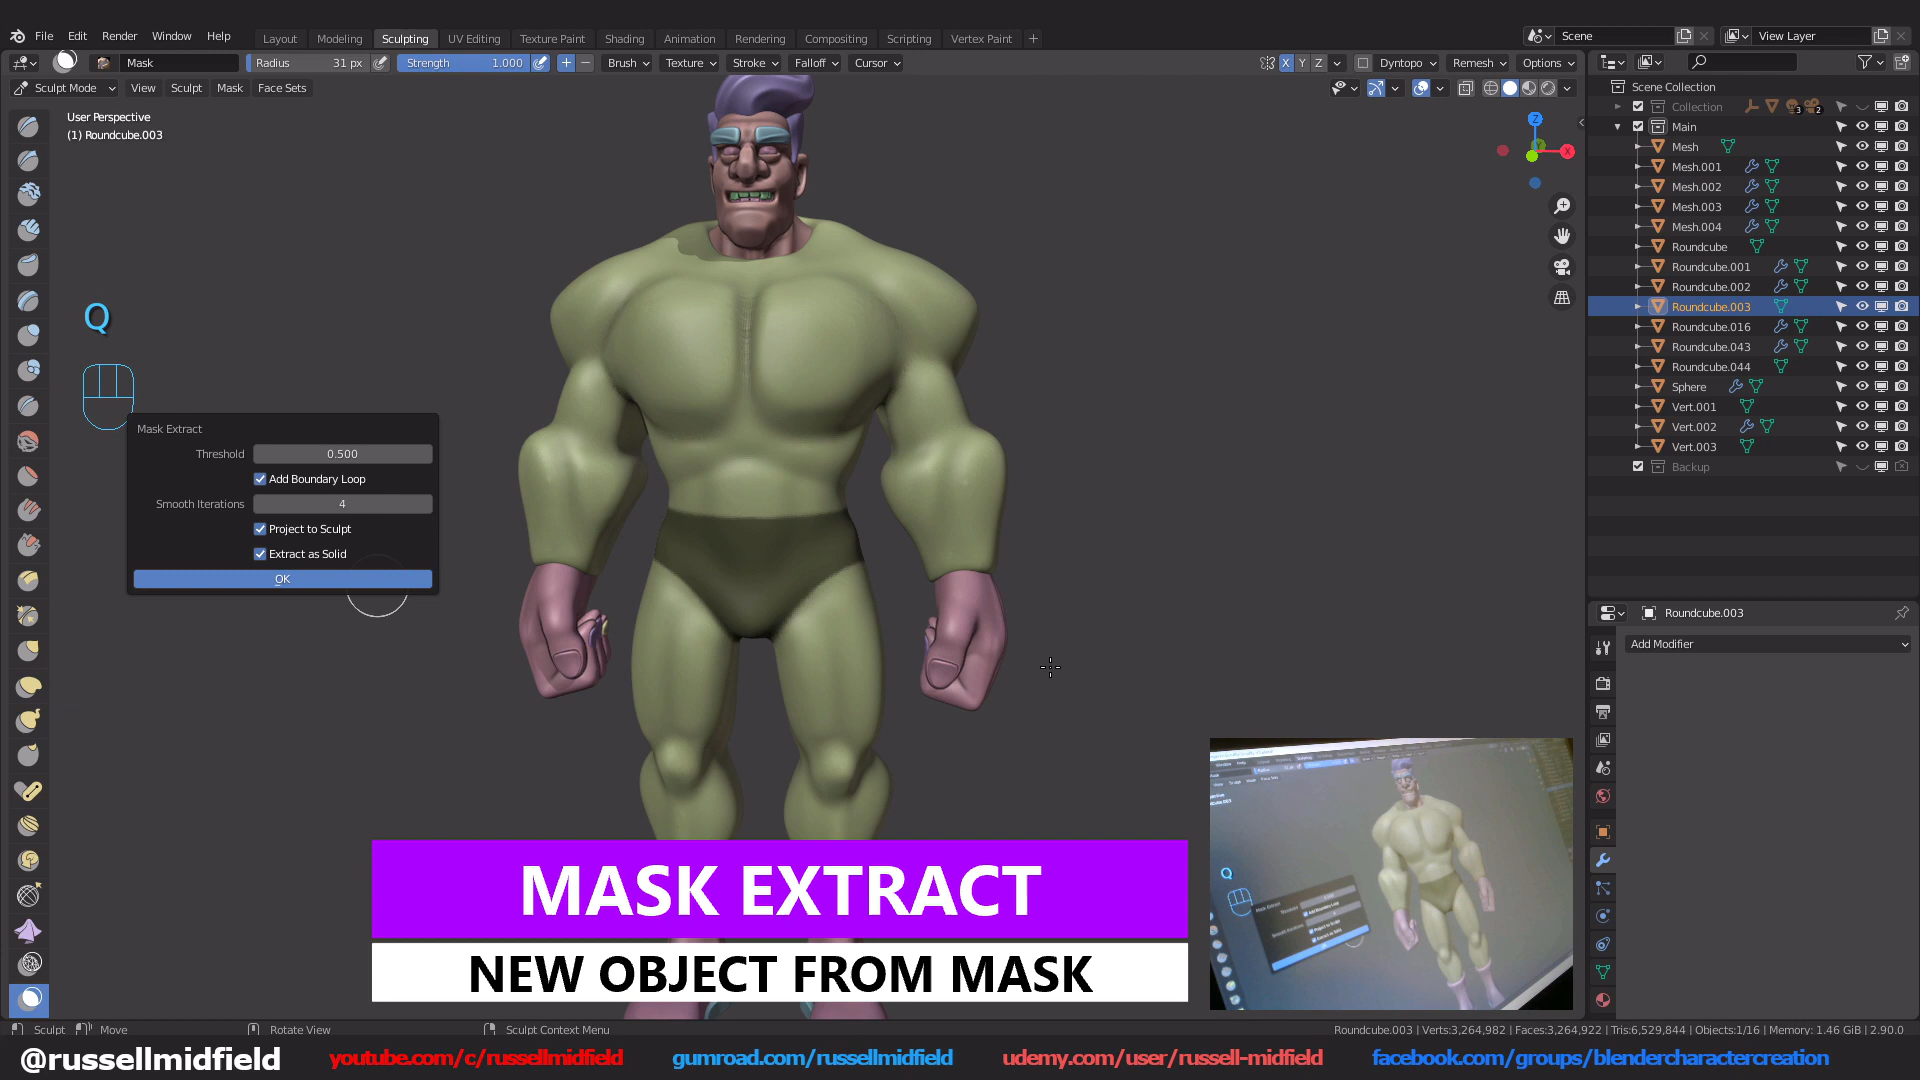 File Edit Render Window Help Layout Modeling Sculpting UV Editing Texture Paint Shading Animation Rendering Compositing Scripting Vertex Paint + Scene View Layer
Mask Radius 31 px Strength 1.000 Brush Texture Stroke Falloff Cursor X Y Z Dyntopo Remesh Options
Sculpt Mode View Sculpt Mask Face Sets
User Perspective
(1) Roundcube.003
Q
Mask Extract
Threshold 0.500
Add Boundary Loop
Smooth Iterations 4
Project to Sculpt
Extract as Solid
OK
Z
X
Scene Collection
Collection 3 2
Main
Mesh
Mesh.001
Mesh.002
Mesh.003
Mesh.004
Roundcube
Roundcube.001
Roundcube.002
Roundcube.003
Roundcube.016
Roundcube.043
Roundcube.044
Sphere
Vert.001
Vert.002
Vert.003
Backup
Roundcube.003
Add Modifier
MASK EXTRACT
NEW OBJECT FROM MASK
Sculpt Move Rotate View Sculpt Context Menu Roundcube.003 | Verts:3,264,982 | Faces:3,264,922 | Tris:6,529,844 | Objects:1/16 | Memory: 1.46 GiB | 2.90.0
@russellmidfield youtube.com/c/russellmidfield gumroad.com/russellmidfield udemy.com/user/russell-midfield facebook.com/groups/blendercharactercreation